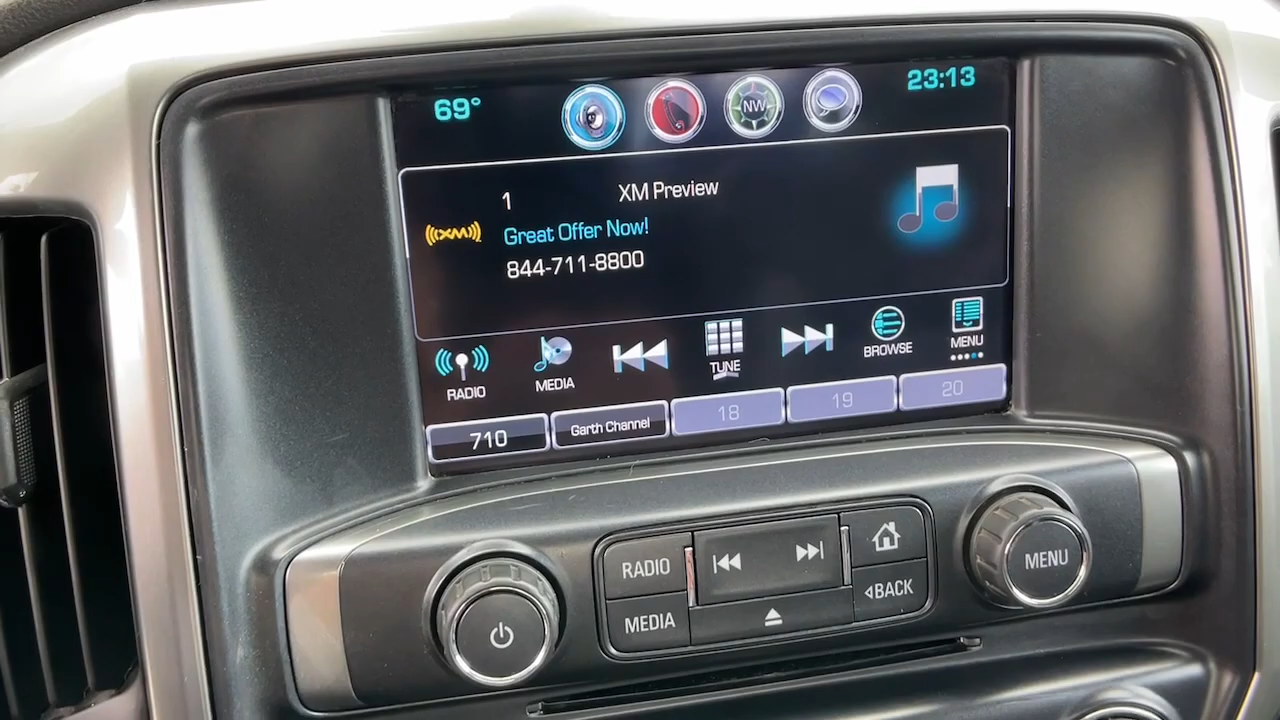 69°
NW
23:13
1
XM Preview
((XM))
Great Offer Now!
844-711-8800
RADIO
MEDIA
TUNE
BROWSE
MENU
710
Garth Channel
18
19
20
RADIO
MEDIA
BACK
MENU